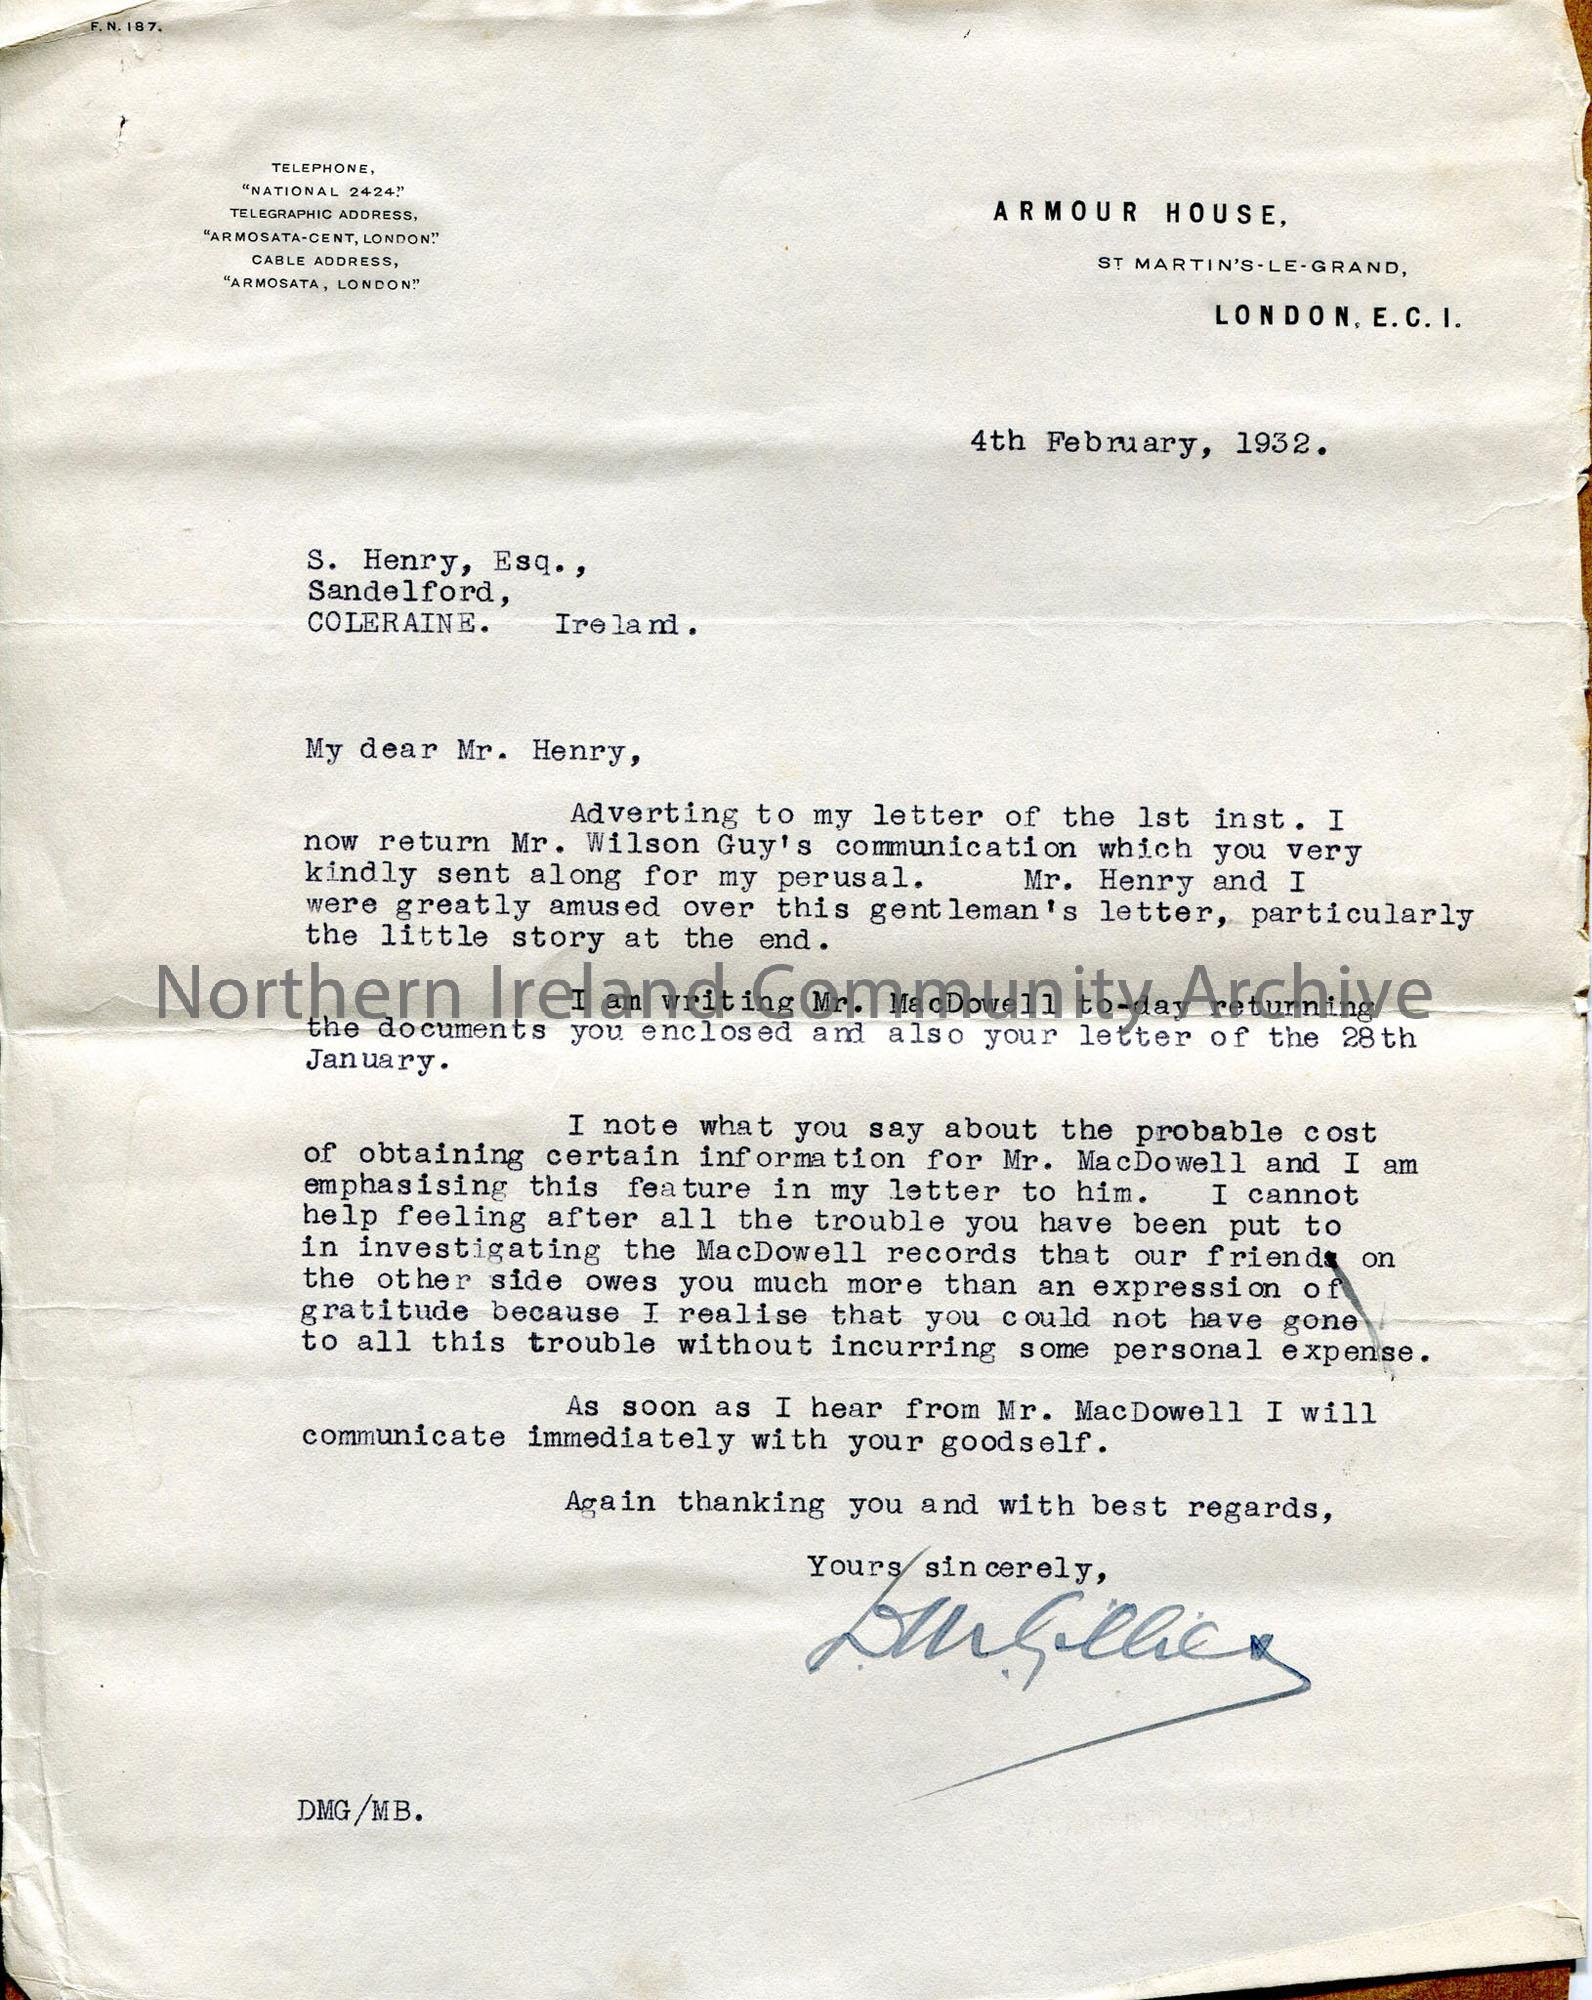 F.N. 187.
TELEPHONE,
"NATIONAL 2424."
TELEGRAPHIC ADDRESS,
"ARMOSATA-CENT, LONDON."
CABLE ADDRESS,
"ARMOSATA, LONDON."
ARMOUR HOUSE,
ST MARTIN'S-LE-GRAND,
LONDON, E.C. 1.
4th February, 1932.
S. Henry, Esq.,
Sandelford,
COLERAINE. Ireland.
My dear Mr. Henry,
Adverting to my letter of the 1st inst. I
now return Mr. Wilson Guy's communication which you very
kindly sent along for my perusal. Mr. Henry and I
were greatly amused over this gentleman's letter, particularly
the little story at the end.
Northern Ireland Community Archive
I am writing Mr. MacDowell to-day returning
the documents you enclosed and also your letter of the 28th
January.
I note what you say about the probable cost
of obtaining certain information for Mr. MacDowell and I am
emphasising this feature in my letter to him. I cannot
help feeling after all the trouble you have been put to
in investigating the MacDowell records that our friend on
the other side owes you much more than an expression of
gratitude because I realise that you could not have gone
to all this trouble without incurring some personal expense.
As soon as I hear from Mr. MacDowell I will
communicate immediately with your goodself.
Again thanking you and with best regards,
Yours sincerely,
D.M. Gillies
DMG/MB.